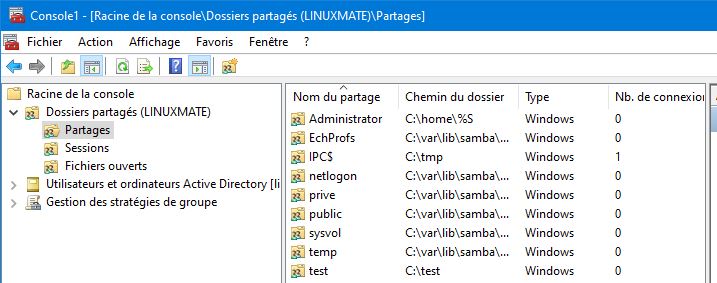 Console1 - [Racine de la console\Dossiers partagés (LINUXMATE)\Partages]
Fichier Action Affichage Favoris Fenêtre ?
Racine de la console
Dossiers partagés (LINUXMATE)
Partages
Sessions
Fichiers ouverts
Utilisateurs et ordinateurs Active Directory [li
Gestion des stratégies de groupe
Nom du partage Chemin du dossier Type Nb. de connexion
Administrator C:\home\%S Windows 0
EchProfs C:\var\lib\samba\... Windows 0
IPC$ C:\tmp Windows 1
netlogon C:\var\lib\samba\... Windows 0
prive C:\var\lib\samba\... Windows 0
public C:\var\lib\samba\... Windows 0
sysvol C:\var\lib\samba\... Windows 0
temp C:\var\lib\samba\... Windows 0
test C:\test Windows 0